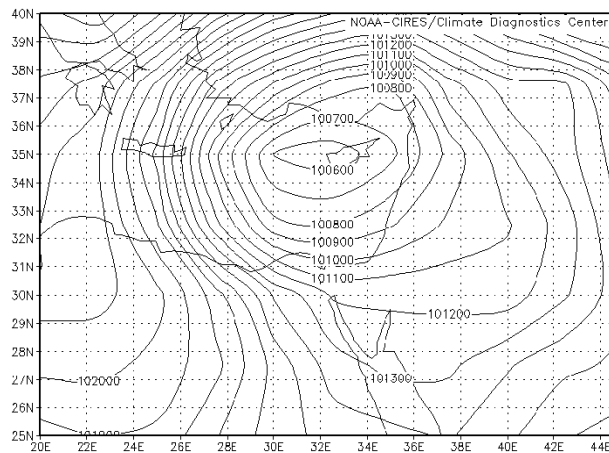 40N
NOAA-CIRES/Climate Diagnostics Center
39N
101200
101100
38N
101000
100900
37N
100800
36N
100700
35N
100600
34N
33N
100800
32N
100900
31N
101000
101100
30N
29N
101200
28N
27N
102000
101300
26N
25N
20E 22E 24E 26E 28E 30E 32E 34E 36E 38E 40E 42E 44E